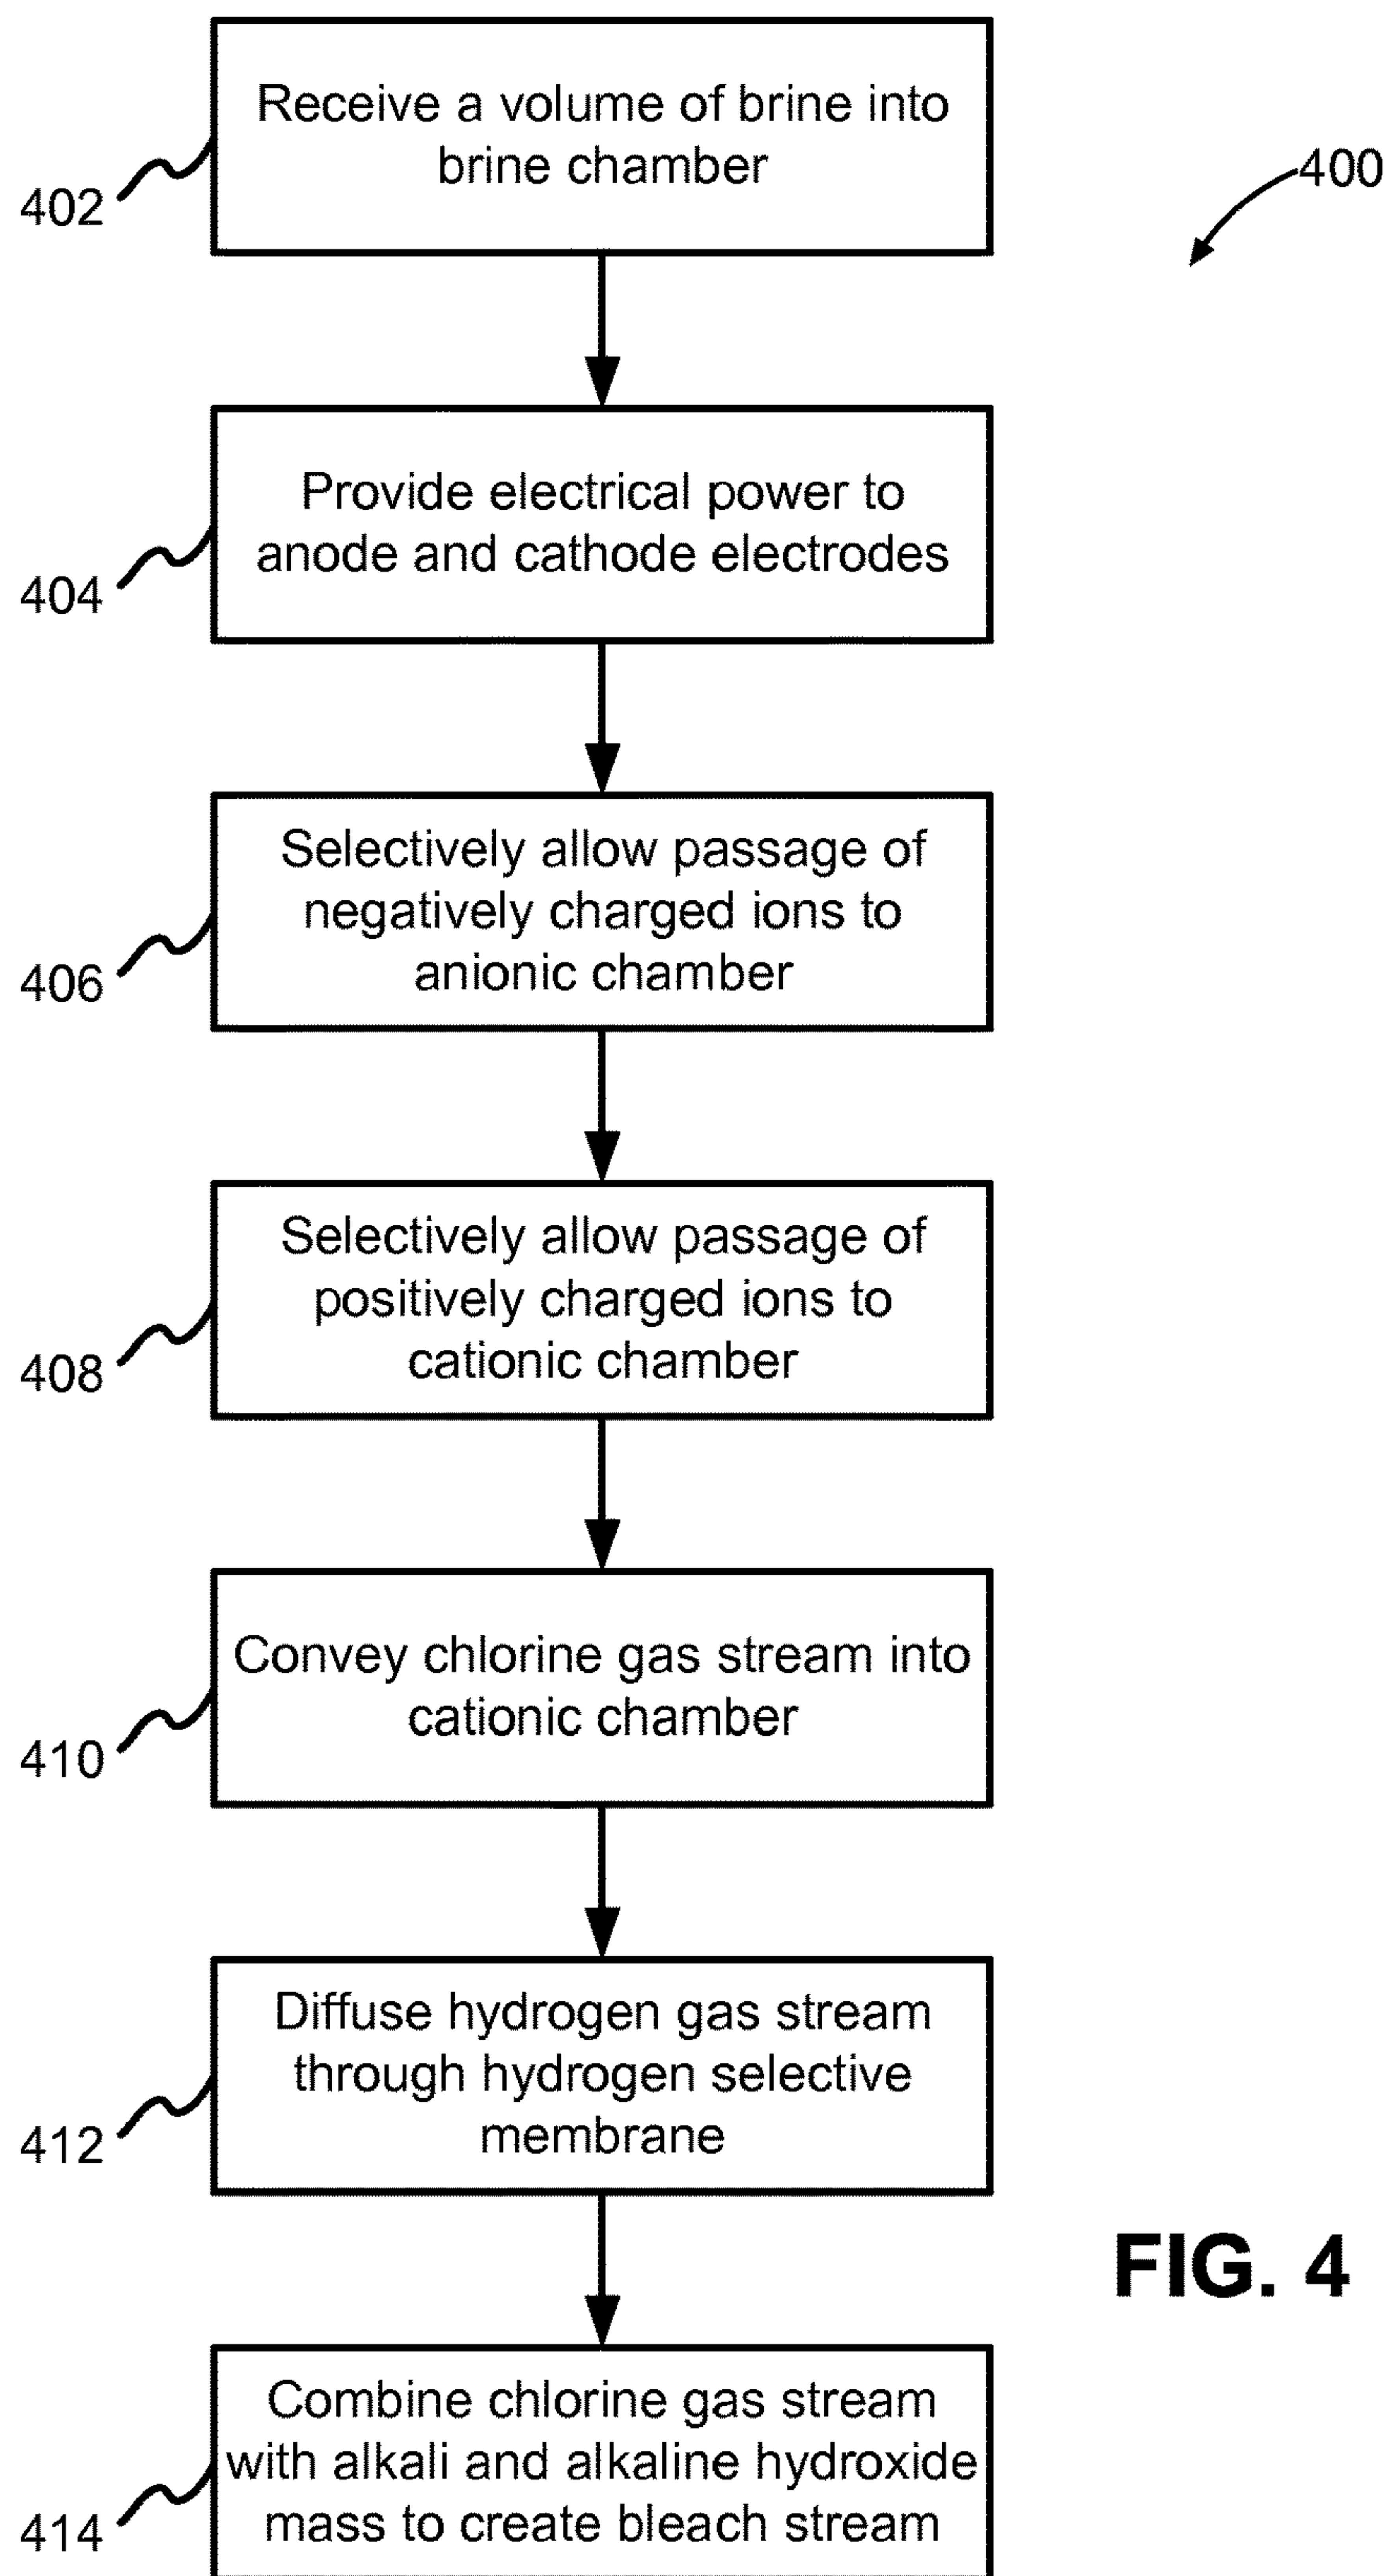 Receive a volume of brine into
brine chamber
402
400
Provide electrical power to
anode and cathode electrodes
404
Selectively allow passage of
negatively charged ions to
anionic chamber
406
Selectively allow passage of
positively charged ions to
cationic chamber
408
Convey chlorine gas stream into
cationic chamber
410
Diffuse hydrogen gas stream
through hydrogen selective
membrane
412
FIG. 4
Combine chlorine gas stream
with alkali and alkaline hydroxide
mass to create bleach stream
414